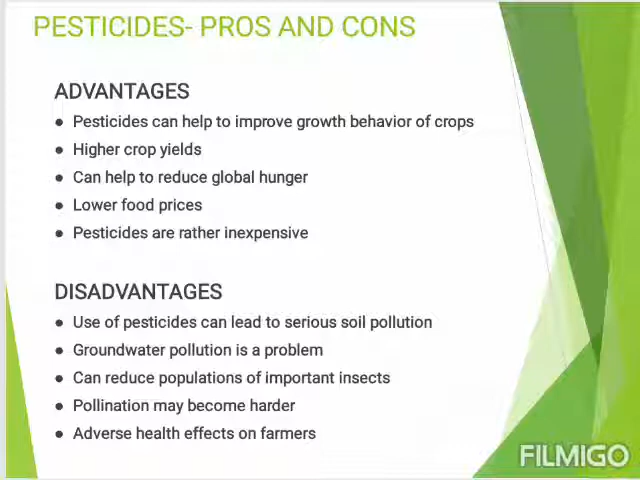 PESTICIDES- PROS AND CONS
ADVANTAGES
● Pesticides can help to improve growth behavior of crops
● Higher crop yields
● Can help to reduce global hunger
● Lower food prices
● Pesticides are rather inexpensive
DISADVANTAGES
● Use of pesticides can lead to serious soil pollution
● Groundwater pollution is a problem
● Can reduce populations of important insects
● Pollination may become harder
● Adverse health effects on farmers
FILMIGO